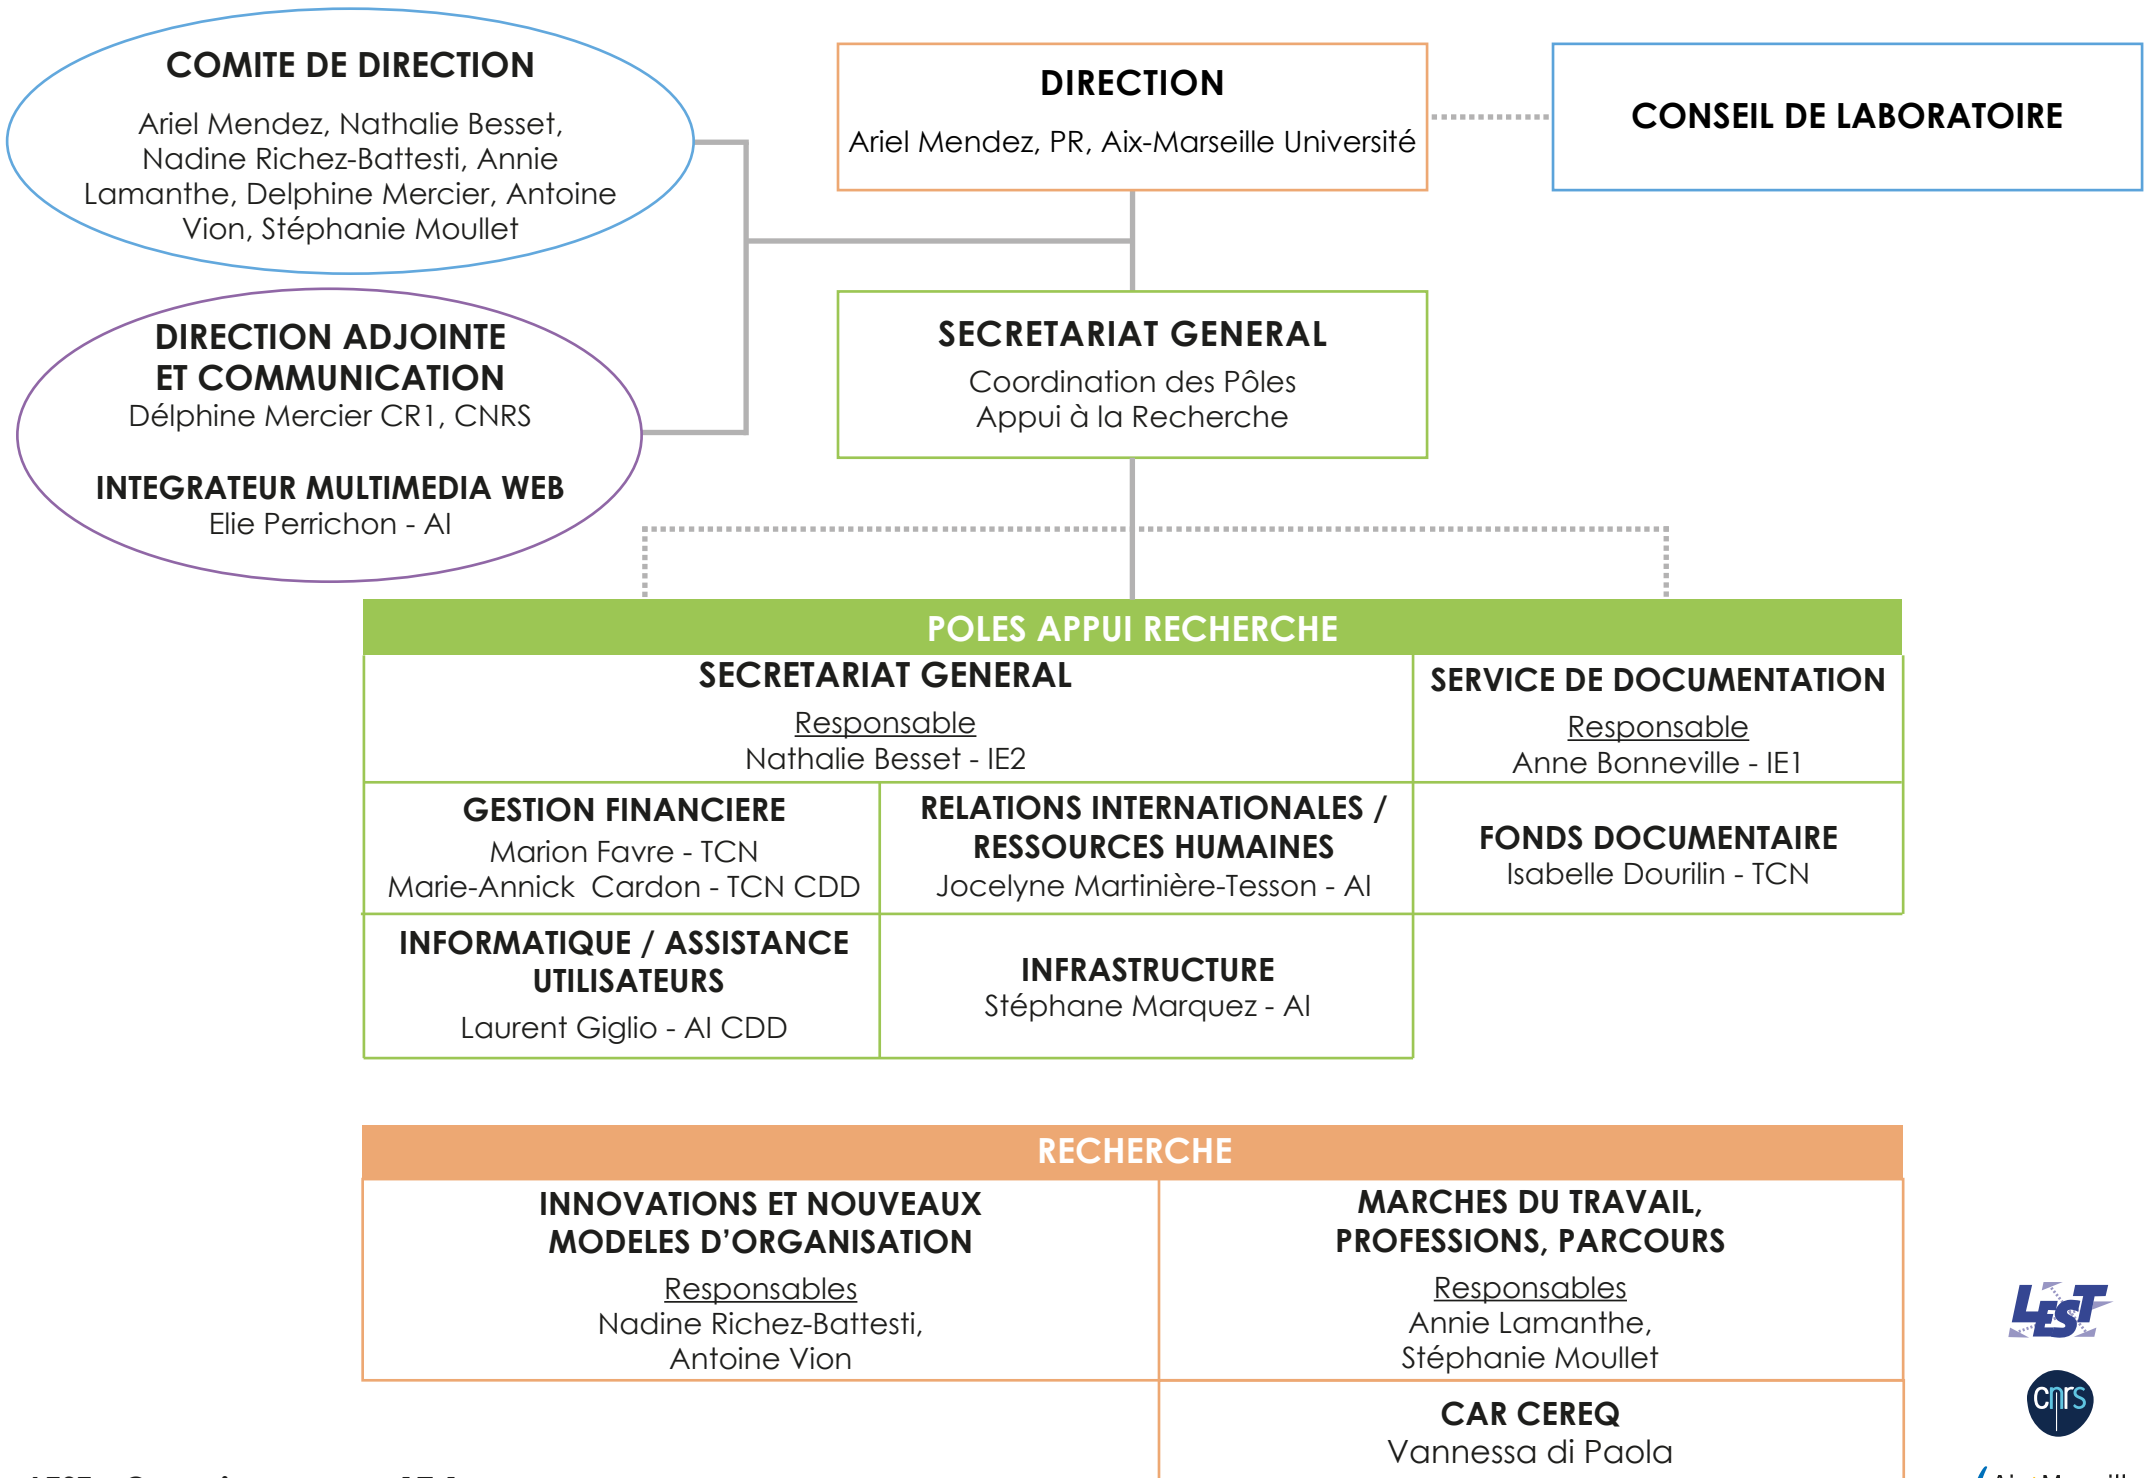 COMITE DE DIRECTION
Ariel Mendez, Nathalie Besset,
Nadine Richez-Battesti, Annie
Lamanthe, Delphine Mercier, Antoine
Vion, Stéphanie Moullet
DIRECTION
Ariel Mendez, PR, Aix-Marseille Université
CONSEIL DE LABORATOIRE
DIRECTION ADJOINTE
ET COMMUNICATION
Délphine Mercier CR1, CNRS
INTEGRATEUR MULTIMEDIA WEB
Elie Perrichon - AI
SECRETARIAT GENERAL
Coordination des Pôles
Appui à la Recherche
POLES APPUI RECHERCHE
SECRETARIAT GENERAL
Responsable
Nathalie Besset - IE2
SERVICE DE DOCUMENTATION
Responsable
Anne Bonneville - IE1
GESTION FINANCIERE
Marion Favre - TCN
Marie-Annick Cardon - TCN CDD
RELATIONS INTERNATIONALES /
RESSOURCES HUMAINES
Jocelyne Martinière-Tesson - AI
FONDS DOCUMENTAIRE
Isabelle Dourilin - TCN
INFORMATIQUE / ASSISTANCE
UTILISATEURS
Laurent Giglio - AI CDD
INFRASTRUCTURE
Stéphane Marquez - AI
RECHERCHE
INNOVATIONS ET NOUVEAUX
MODELES D'ORGANISATION
Responsables
Nadine Richez-Battesti,
Antoine Vion
MARCHES DU TRAVAIL,
PROFESSIONS, PARCOURS
Responsables
Annie Lamanthe,
Stéphanie Moullet
CAR CEREQ
Vannessa di Paola
LEST
cnrs